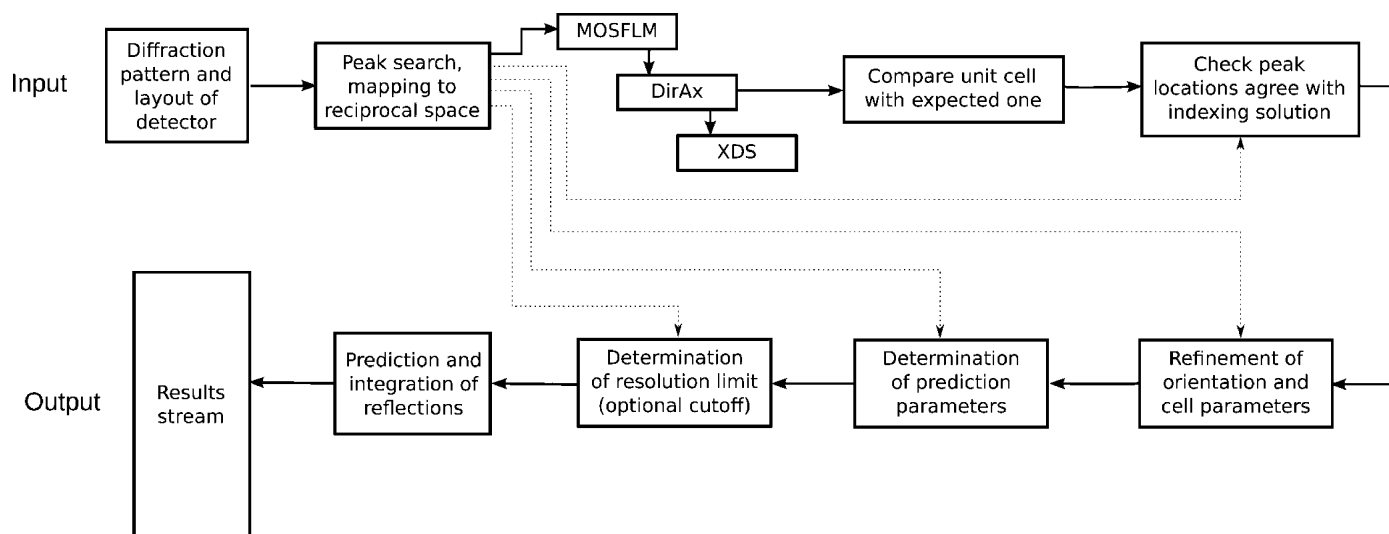 Input
Diffraction
pattern and
layout of
detector
Peak search,
mapping to
reciprocal space
MOSFLM
DirAx
XDS
Compare unit cell
with expected one
Check peak
locations agree with
indexing solution
Output
Results
stream
Prediction and
integration of
reflections
Determination
of resolution limit
(optional cutoff)
Determination
of prediction
parameters
Refinement of
orientation and
cell parameters